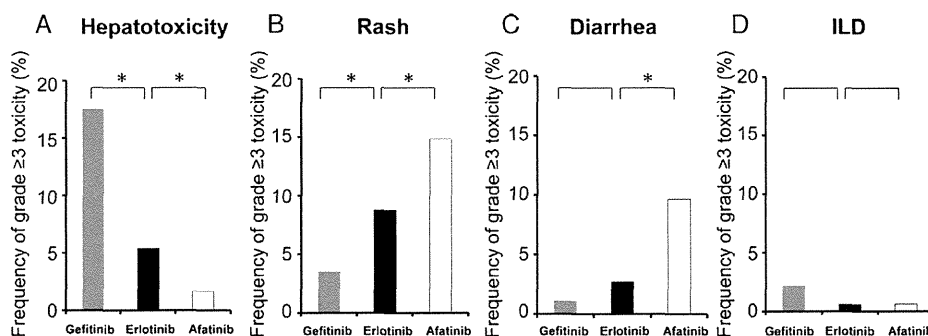 A Hepatotoxicity
Frequency of grade ≥3 toxicity (%)
20
15
10
5
0
* *
Gefitinib Erlotinib Afatinib
B Rash
Frequency of grade ≥3 toxicity (%)
20
15
10
5
0
* *
Gefitinib Erlotinib Afatinib
C Diarrhea
Frequency of grade ≥3 toxicity (%)
20
15
10
5
0
*
Gefitinib Erlotinib Afatinib
D ILD
Frequency of grade ≥3 toxicity (%)
20
15
10
5
0
Gefitinib Erlotinib Afatinib